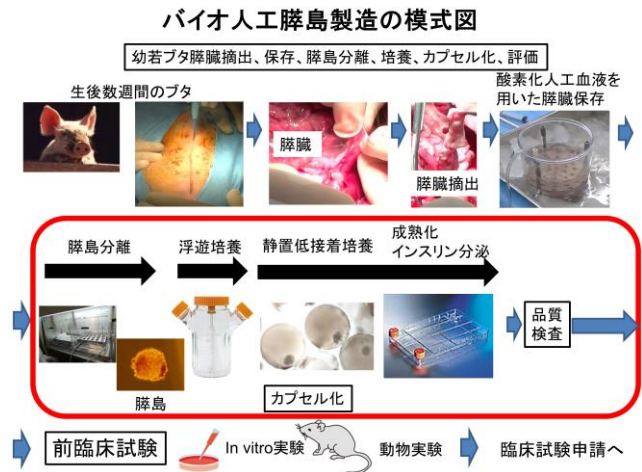 バイオ人工膵島製造の模式図
幼若ブタ膵臓摘出、保存、膵島分離、培養、カプセル化、評価
生後数週間のブタ
膵臓
膵臓摘出
酸素化人工血液を
用いた膵臓保存
膵島分離
浮遊培養
静置低接着培養
成熟化
インスリン分泌
膵島
カプセル化
品質
検査
前臨床試験
In vitro実験
動物実験
臨床試験申請へ